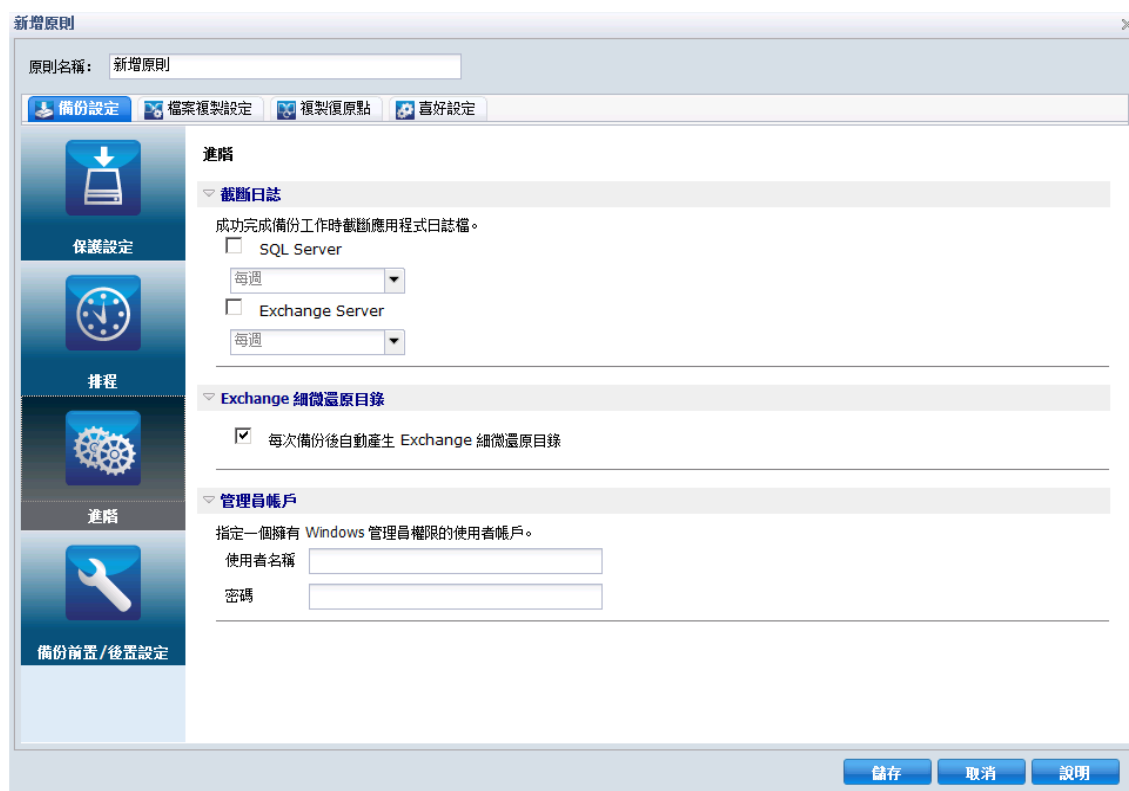 新增原則
原則名稱: 新增原則
備份設定 檔案複製設定 複製復原點 喜好設定
保護設定
排程
進階
備份前置/後置設定
進階
截斷日誌
成功完成備份工作時截斷應用程式日誌檔。
SQL Server
每週
Exchange Server
每週
Exchange 細微還原目錄
每次備份後自動產生 Exchange 細微還原目錄
管理員帳戶
指定一個擁有 Windows 管理員權限的使用者帳戶。
使用者名稱
密碼
儲存 取消 說明